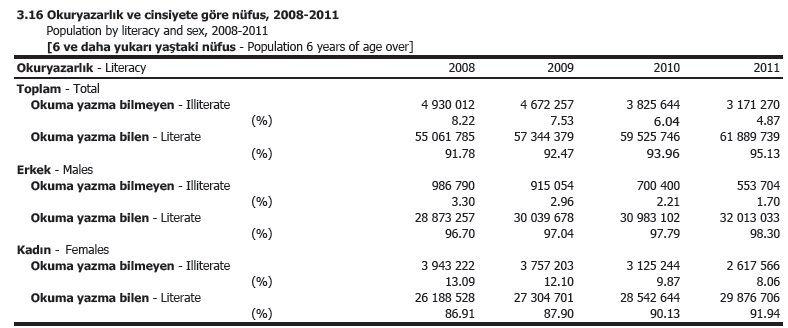 3.16 Okuryazarlık ve cinsiyete göre nüfus, 2008-2011
Population by literacy and sex, 2008-2011
[6 ve daha yukarı yaştaki nüfus - Population 6 years of age over]
Okuryazarlık - Literacy 2008 2009 2010 2011
Toplam - Total
Okuma yazma bilmeyen - Illiterate 4 930 012 4 672 257 3 825 644 3 171 270
(%) 8.22 7.53 6.04 4.87
Okuma yazma bilen - Literate 55 061 785 57 344 379 59 525 746 61 889 739
(%) 91.78 92.47 93.96 95.13
Erkek - Males
Okuma yazma bilmeyen - Illiterate 986 790 915 054 700 400 553 704
(%) 3.30 2.96 2.21 1.70
Okuma yazma bilen - Literate 28 873 257 30 039 678 30 983 102 32 013 033
(%) 96.70 97.04 97.79 98.30
Kadın - Females
Okuma yazma bilmeyen - Illiterate 3 943 222 3 757 203 3 125 244 2 617 566
(%) 13.09 12.10 9.87 8.06
Okuma yazma bilen - Literate 26 188 528 27 304 701 28 542 644 29 876 706
(%) 86.91 87.90 90.13 91.94